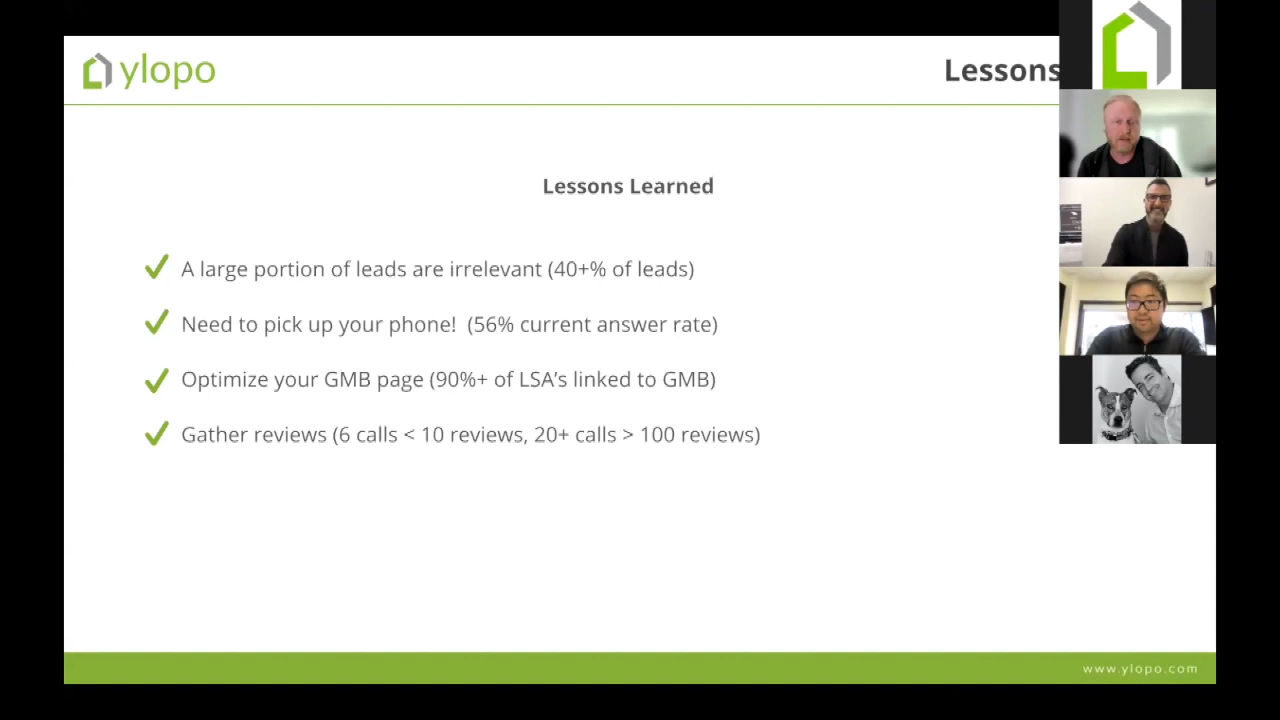 ylopo
Lessons
Lessons Learned
A large portion of leads are irrelevant (40+% of leads)
Need to pick up your phone!  (56% current answer rate)
Optimize your GMB page (90%+ of LSA's linked to GMB)
Gather reviews (6 calls < 10 reviews, 20+ calls > 100 reviews)
www.ylopo.com